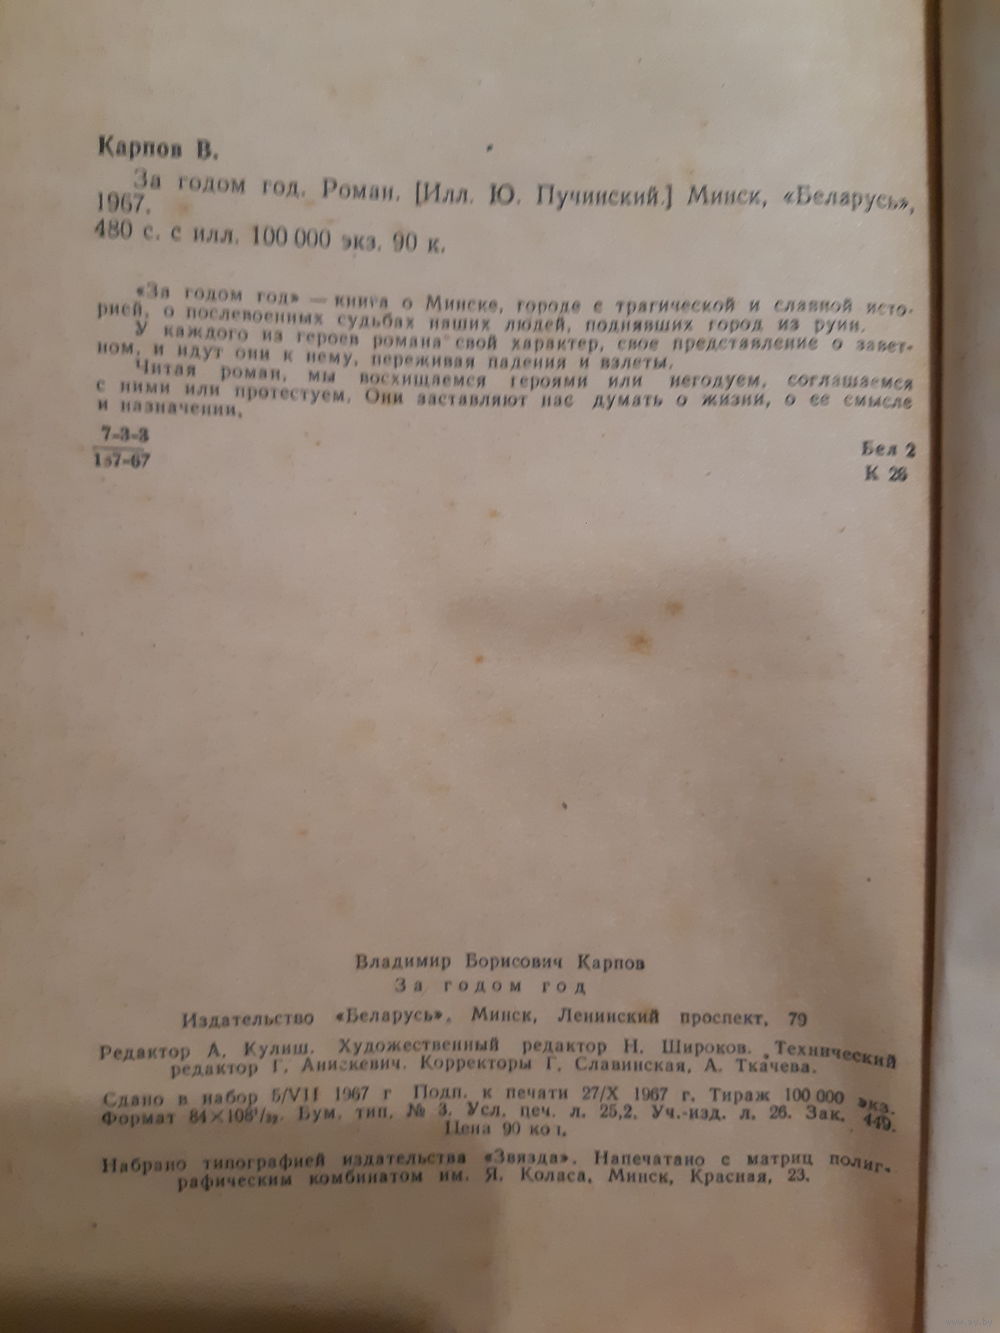 Карпов В.
За годом год. Роман. [Илл. Ю. Пучинский.] Минск, «Беларусь»,
1967.
480 с. с илл. 100 000 экз. 90 к.
«За годом год» — книга о Минске, городе с трагической и славной исто-
рией, о послевоенных судьбах наших людей, поднявших город из руин.
У каждого из героев романа свой характер, свое представление о завет-
ном, и идут они к нему, переживая падения и взлеты.
Читая роман, мы восхищаемся героями или негодуем, соглашаемся
с ними или протестуем. Они заставляют нас думать о жизни, о ее смысле
и назначении.
7-3-3
157-67
Бел 2
К 26
Владимир Борисович Карпов
За годом год
Издательство «Беларусь». Минск, Ленинский проспект, 79
Редактор А. Кулиш. Художественный редактор Н. Широков. Технический
редактор Г. Анискевич. Корректоры Г. Славинская, А. Ткачева.
Сдано в набор 5/VII 1967 г Подп. к печати 27/X 1967 г. Тираж 100 000 экз.
Формат 84×108¹/₃₂. Бум. тип. № 3. Усл. печ. л. 25,2. Уч.-изд. л. 26. Зак. 449.
Цена 90 коп.
Набрано типографией издательства «Звязда». Напечатано с матриц полиг-
рафическим комбинатом им. Я. Коласа, Минск, Красная, 23.
www.ay.by